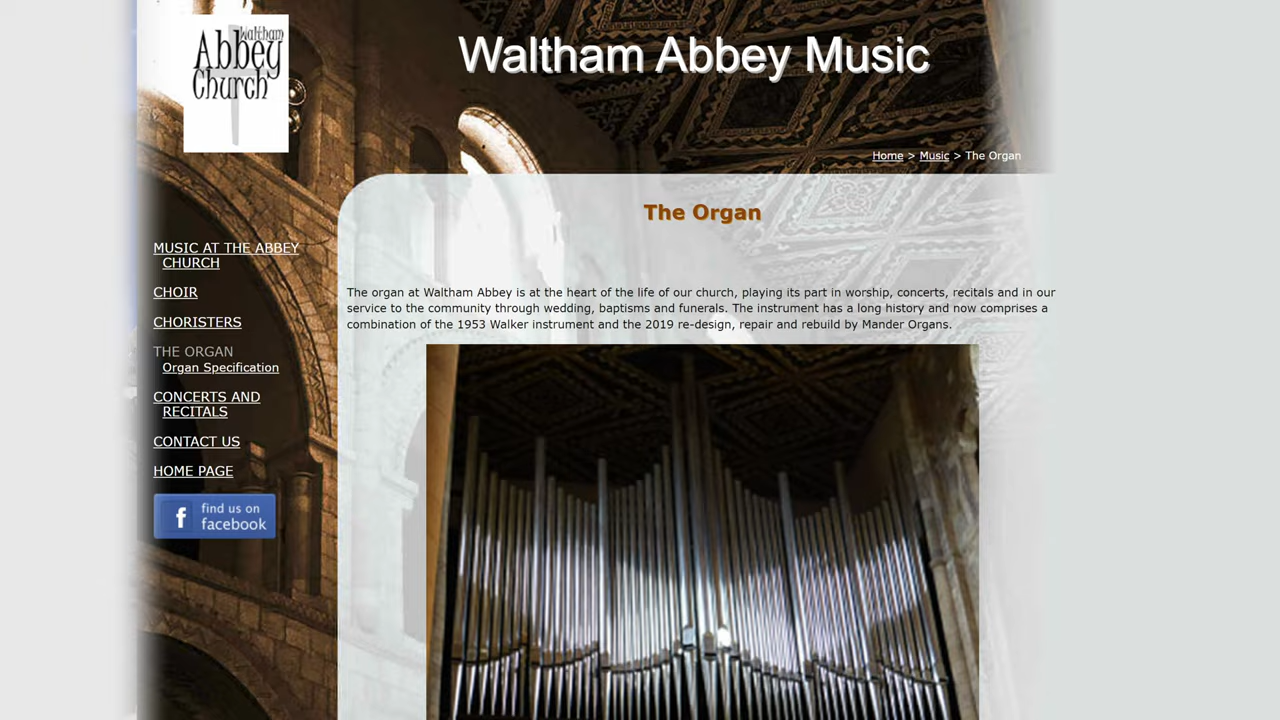 Waltham
Abbey
Church
Waltham Abbey Music
Home > Music > The Organ
The Organ
MUSIC AT THE ABBEY
CHURCH
CHOIR
CHORISTERS
THE ORGAN
Organ Specification
CONCERTS AND
RECITALS
CONTACT US
HOME PAGE
find us on
facebook
The organ at Waltham Abbey is at the heart of the life of our church, playing its part in worship, concerts, recitals and in our
service to the community through wedding, baptisms and funerals. The instrument has a long history and now comprises a
combination of the 1953 Walker instrument and the 2019 re-design, repair and rebuild by Mander Organs.